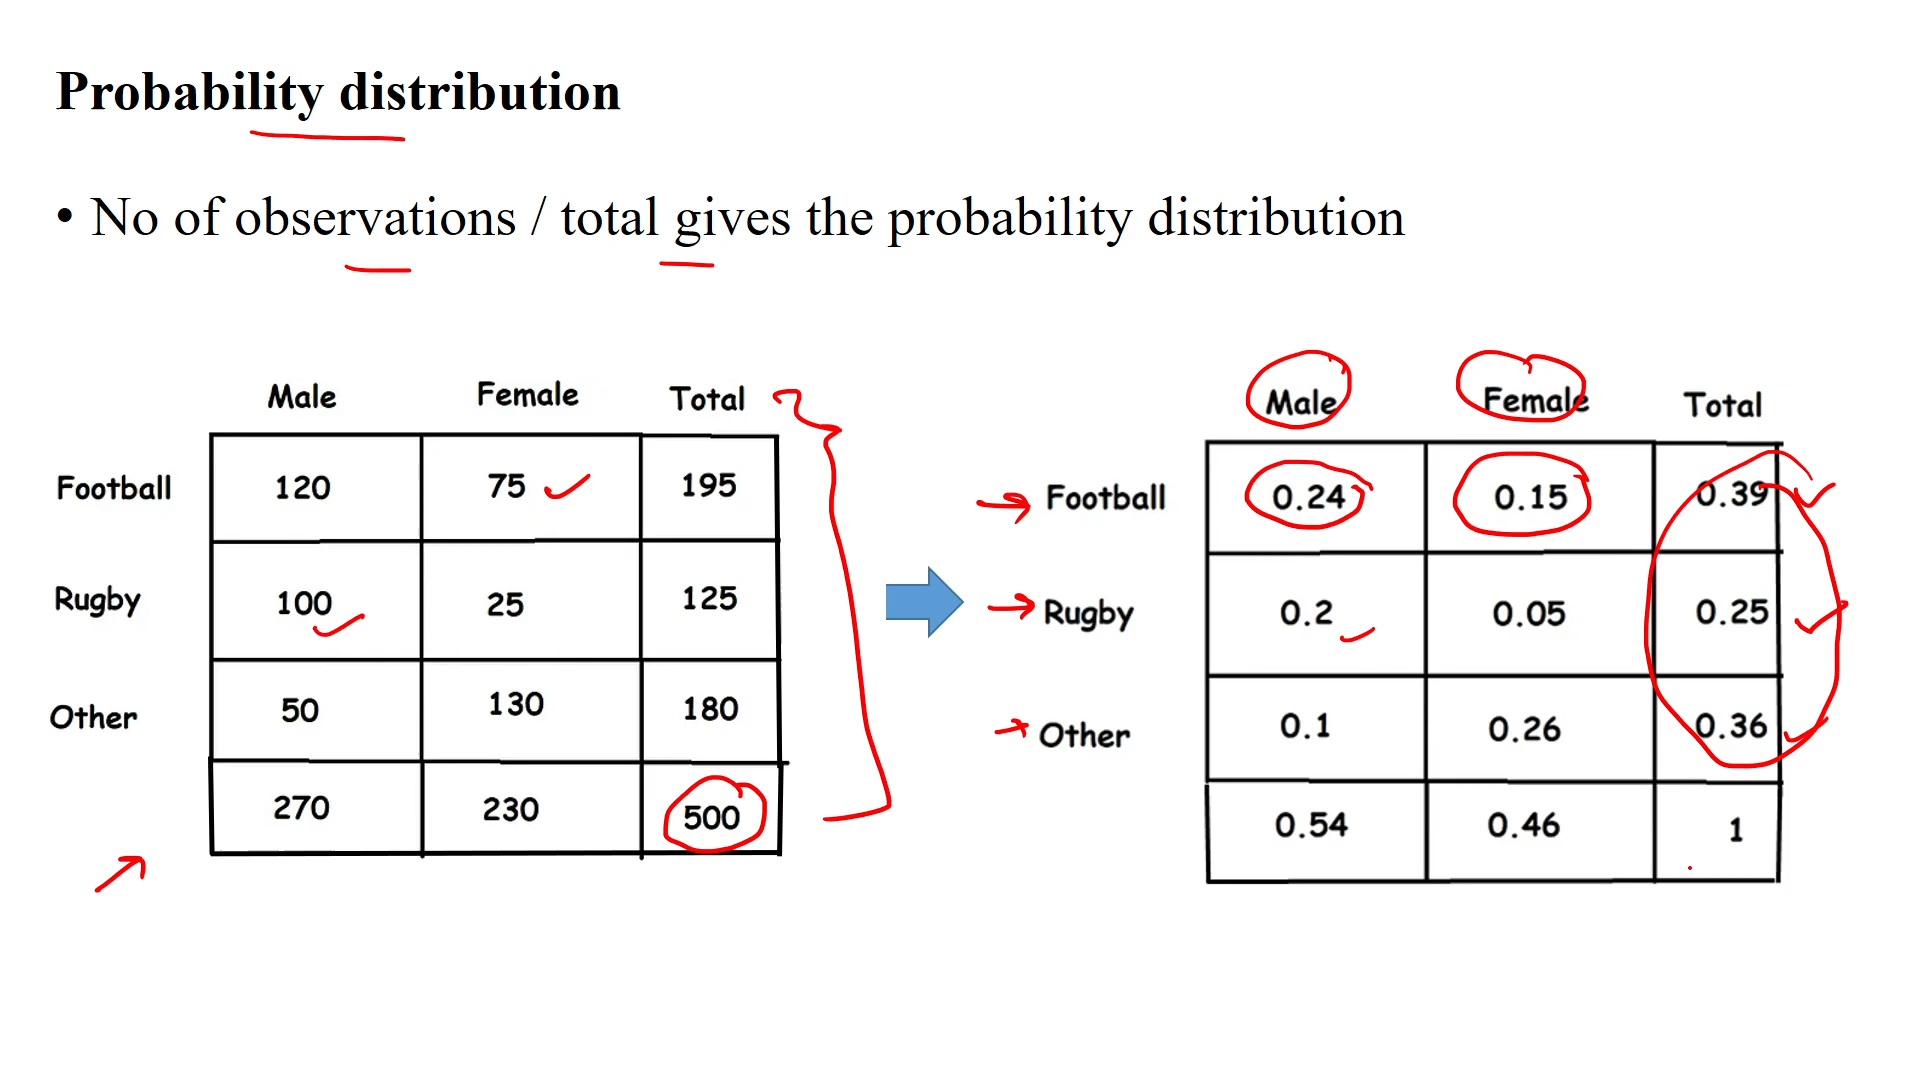 Probability distribution
• No of observations / total gives the probability distribution
Male Female Total
Football 120 75 195
Rugby 100 25 125
Other 50 130 180
270 230 500
Male Female Total
Football 0.24 0.15 0.39
Rugby 0.2 0.05 0.25
Other 0.1 0.26 0.36
0.54 0.46 1